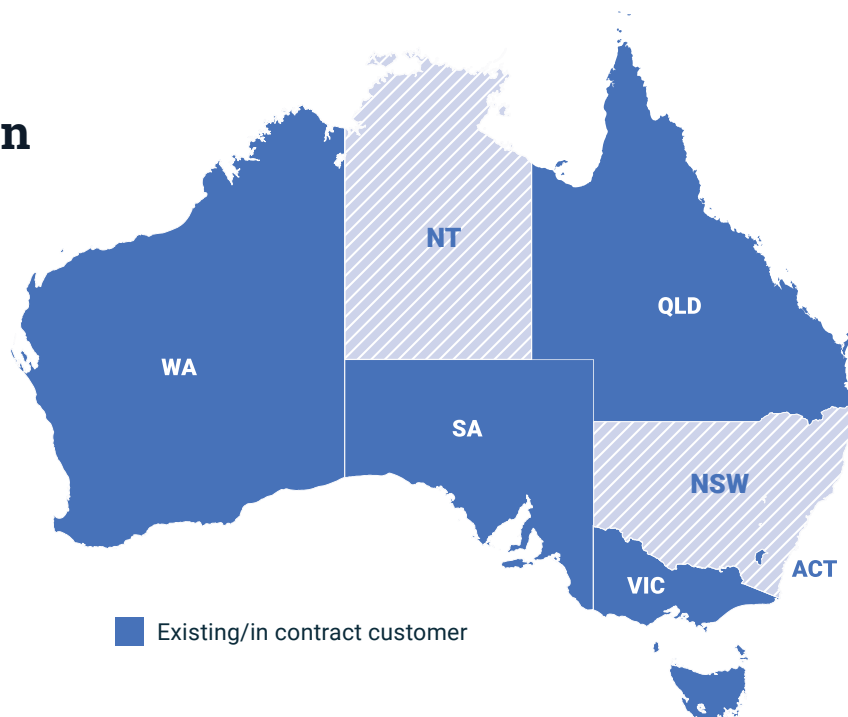 n
NT
QLD
WA
SA
NSW
ACT
VIC
Existing/in contract customer